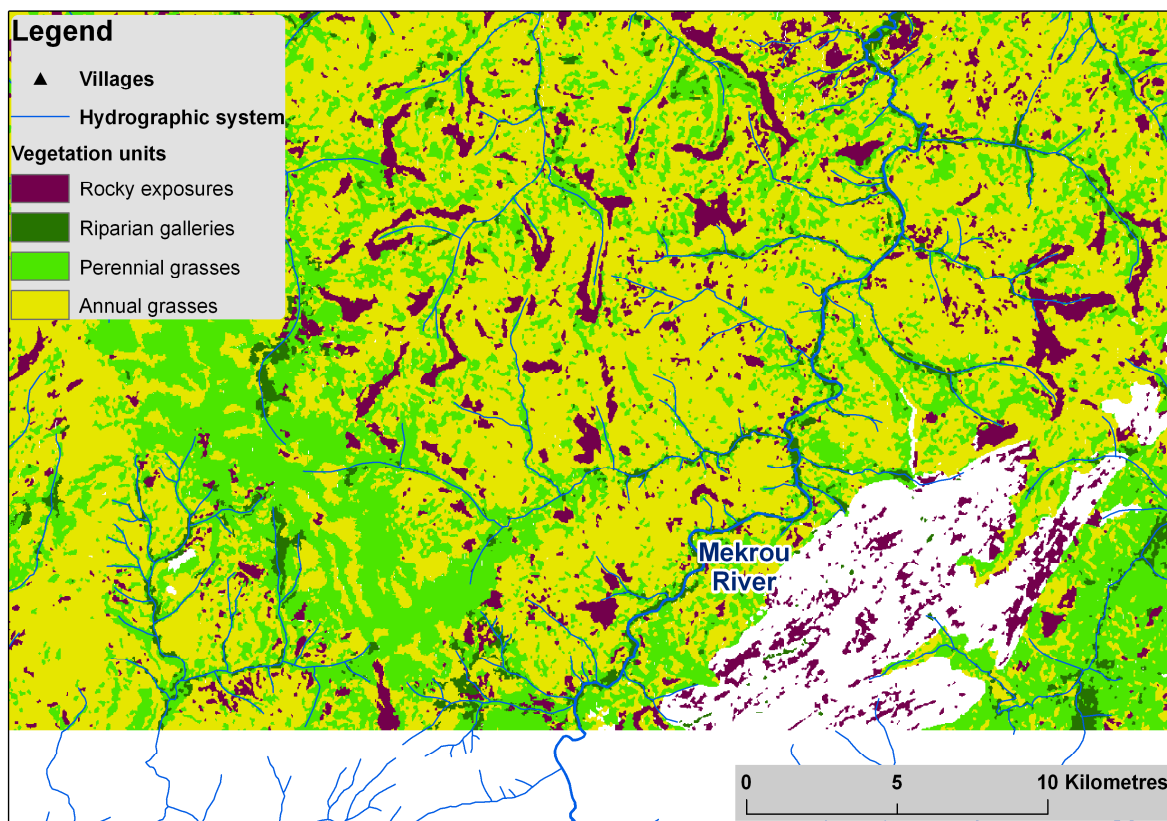 Legend
Villages
Hydrographic system
Vegetation units
Rocky exposures
Riparian galleries
Perennial grasses
Annual grasses
Mekrou
River
0 5 10 Kilometres